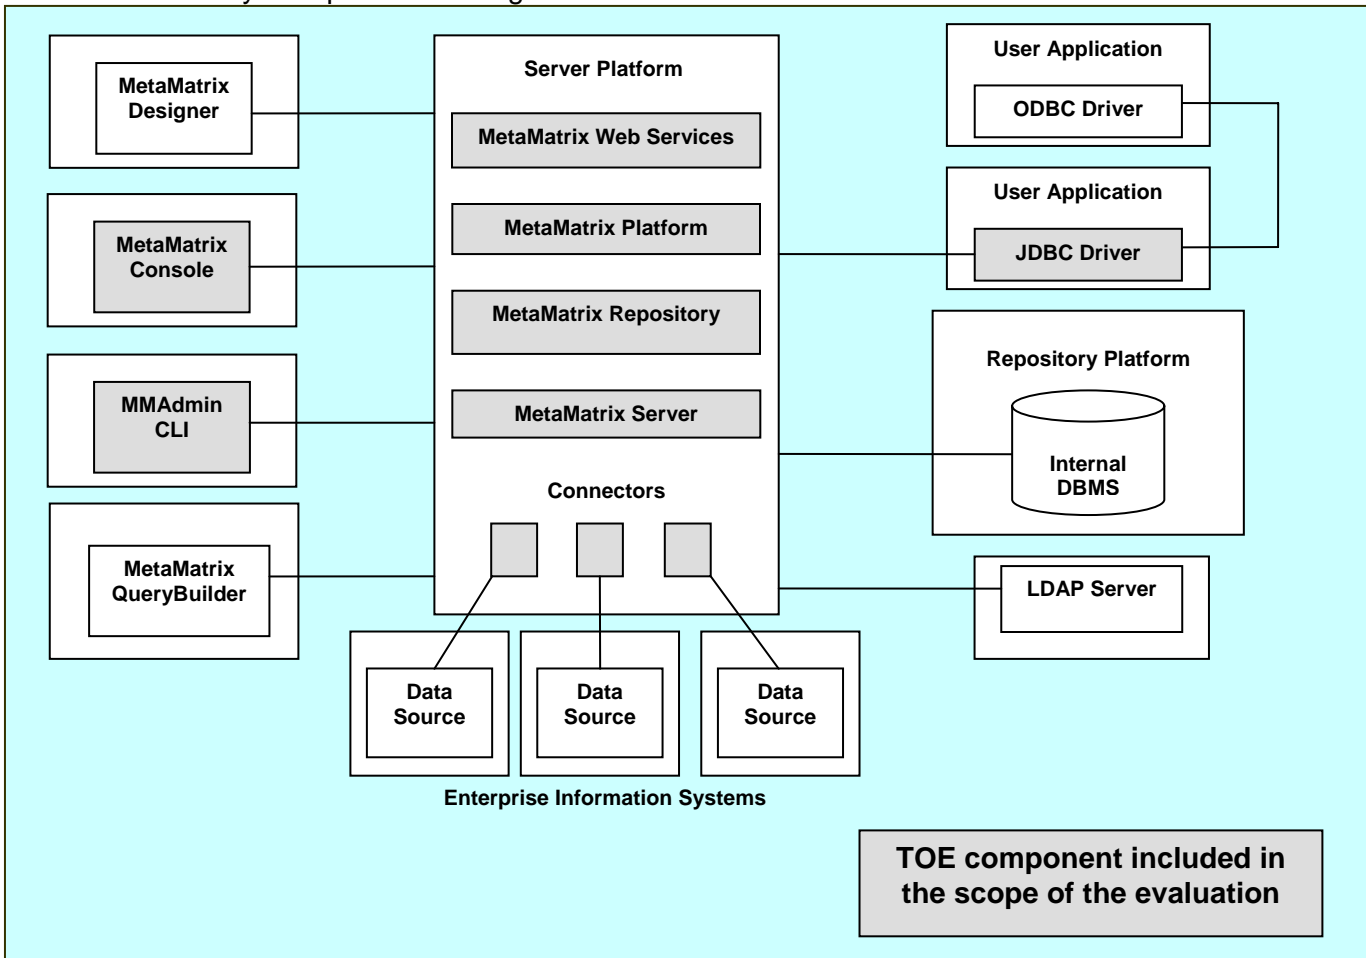 MetaMatrix
Designer
MetaMatrix
Console
MMAdmin
CLI
MetaMatrix
QueryBuilder
Server Platform
MetaMatrix Web Services
MetaMatrix Platform
MetaMatrix Repository
MetaMatrix Server
Connectors
User Application
ODBC Driver
User Application
JDBC Driver
Repository Platform
Internal
DBMS
LDAP Server
Data
Source
Data
Source
Data
Source
Enterprise Information Systems
TOE component included in
the scope of the evaluation